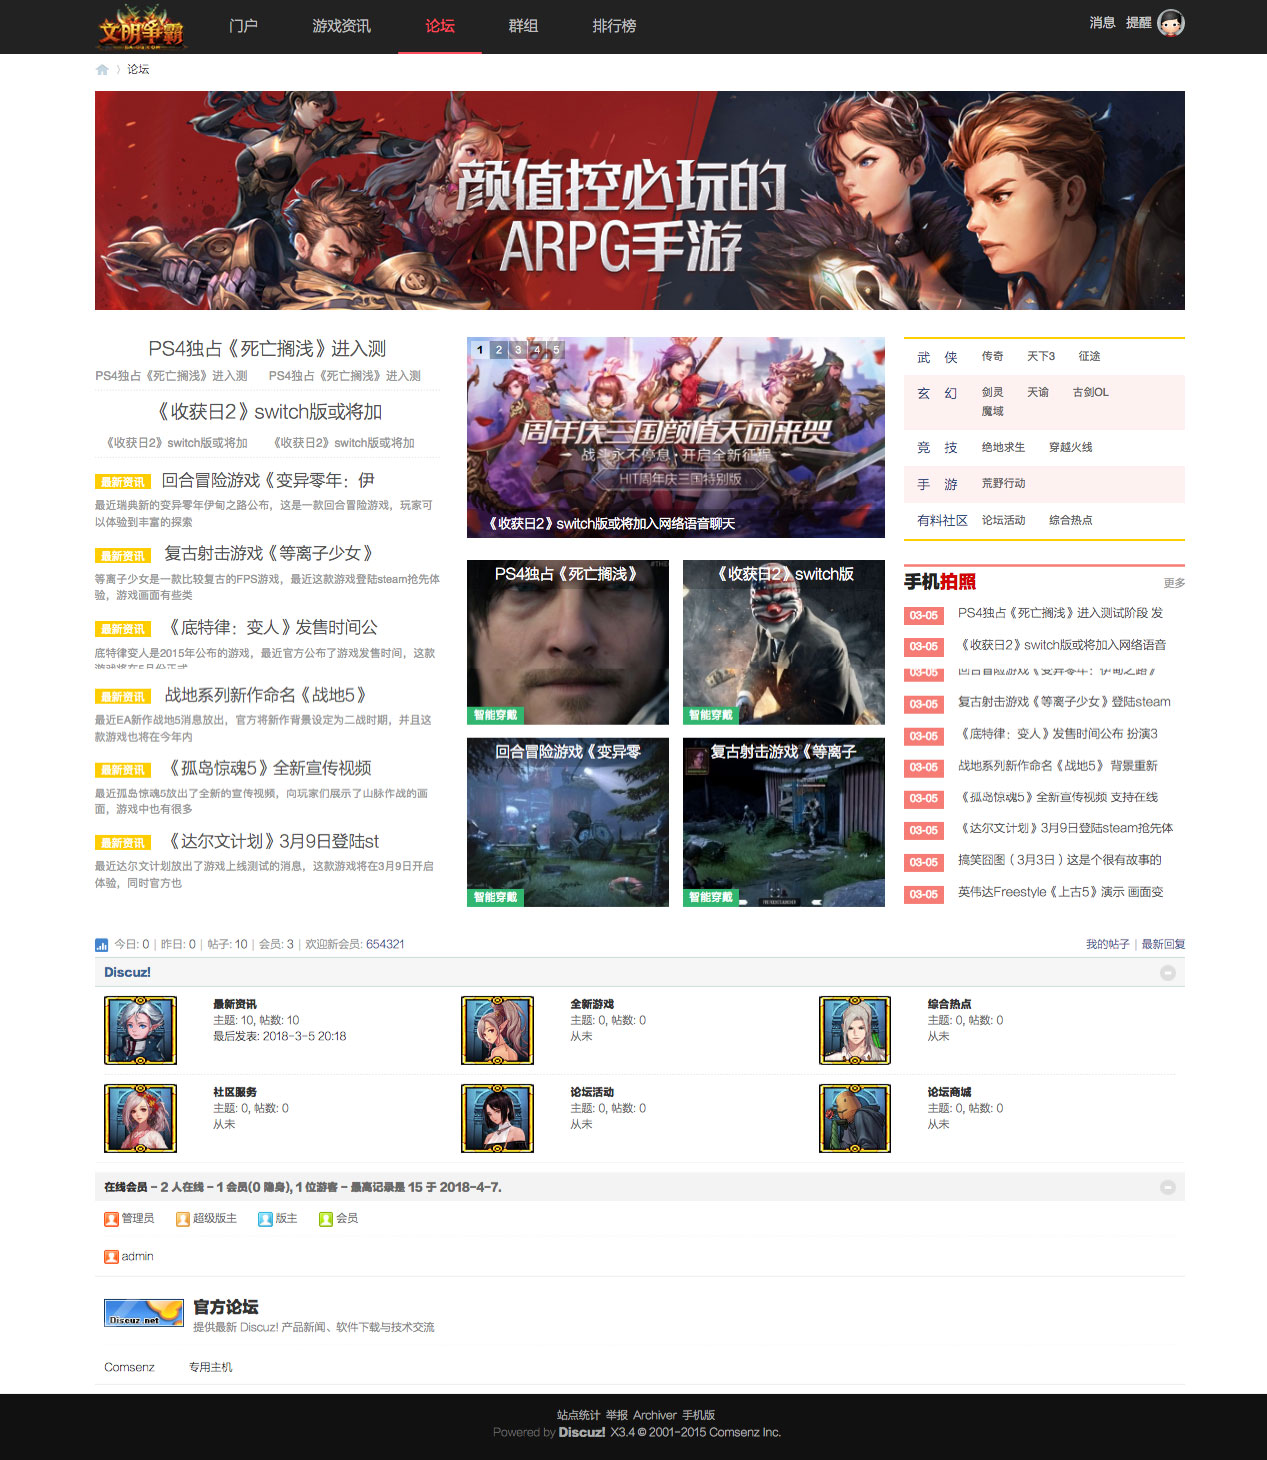 文明争霸
门户
游戏资讯
论坛
群组
排行榜
消息 提醒
论坛
颜值控必玩的
ARPG手游
PS4独占《死亡搁浅》进入测
PS4独占《死亡搁浅》进入测 PS4独占《死亡搁浅》进入测
《收获日2》switch版或将加
《收获日2》switch版或将加 《收获日2》switch版或将加
最新资讯 回合冒险游戏《变异零年：伊
最近瑞典新的变异零年伊甸之路公布，这是一款回合冒险游戏，玩家可
以体验到丰富的探索
最新资讯 复古射击游戏《等离子少女》
等离子少女是一款比较复古的FPS游戏，最近这款游戏登陆steam抢先体
验，游戏画面有些类
最新资讯 《底特律：变人》发售时间公
底特律变人是2015年公布的游戏，最近官方公布了游戏发售时间，这款
游戏将在5月份正式
最新资讯 战地系列新作命名《战地5》
最近EA新作战地5消息放出，官方将新作背景设定为二战时期，并且这
款游戏也将在今年内
最新资讯 《孤岛惊魂5》全新宣传视频
最近孤岛惊魂5放出了全新的宣传视频，向玩家们展示了山脉作战的画
面，游戏中也有很多
最新资讯 《达尔文计划》3月9日登陆st
最近达尔文计划放出了游戏上线测试的消息，这款游戏将在3月9日开启
体验，同时官方也
1 2 3 4 5
周年庆三国颜值天团来贺
战斗永不停息·开启全新征程
HIT周年庆三国特别版
《收获日2》switch版或将加入网络语音聊天
PS4独占《死亡搁浅》
智能穿戴
《收获日2》switch版
智能穿戴
回合冒险游戏《变异零
智能穿戴
复古射击游戏《等离子
智能穿戴
武 侠 传奇 天下3 征途
玄 幻 剑灵 天谕 古剑OL
魔域
竞 技 绝地求生 穿越火线
手 游 荒野行动
有料社区 论坛活动 综合热点
手机拍照 更多
03-05 PS4独占《死亡搁浅》进入测试阶段 发
03-05 《收获日2》switch版或将加入网络语音
03-05 回合冒险游戏《变异零年：伊甸之路》
03-05 复古射击游戏《等离子少女》登陆steam
03-05 《底特律：变人》发售时间公布 扮演3
03-05 战地系列新作命名《战地5》 背景重新
03-05 《孤岛惊魂5》全新宣传视频 支持在线
03-05 《达尔文计划》3月9日登陆steam抢先体
03-05 搞笑囧图（3月3日）这是个很有故事的
03-05 英伟达Freestyle《上古5》演示 画面变
今日: 0 | 昨日: 0 | 帖子: 10 | 会员: 3 | 欢迎新会员: 654321
我的帖子 | 最新回复
Discuz!
最新资讯
主题: 10, 帖数: 10
最后发表: 2018-3-5 20:18
全新游戏
主题: 0, 帖数: 0
从未
综合热点
主题: 0, 帖数: 0
从未
社区服务
主题: 0, 帖数: 0
从未
论坛活动
主题: 0, 帖数: 0
从未
论坛商城
主题: 0, 帖数: 0
从未
在线会员 - 2 人在线 - 1 会员(0 隐身), 1 位游客 - 最高记录是 15 于 2018-4-7.
管理员 超级版主 版主 会员
admin
Discuz.net
官方论坛
提供最新 Discuz! 产品新闻、软件下载与技术交流
Comsenz 专用主机
站点统计 举报 Archiver 手机版
Powered by Discuz! X3.4 © 2001-2015 Comsenz Inc.